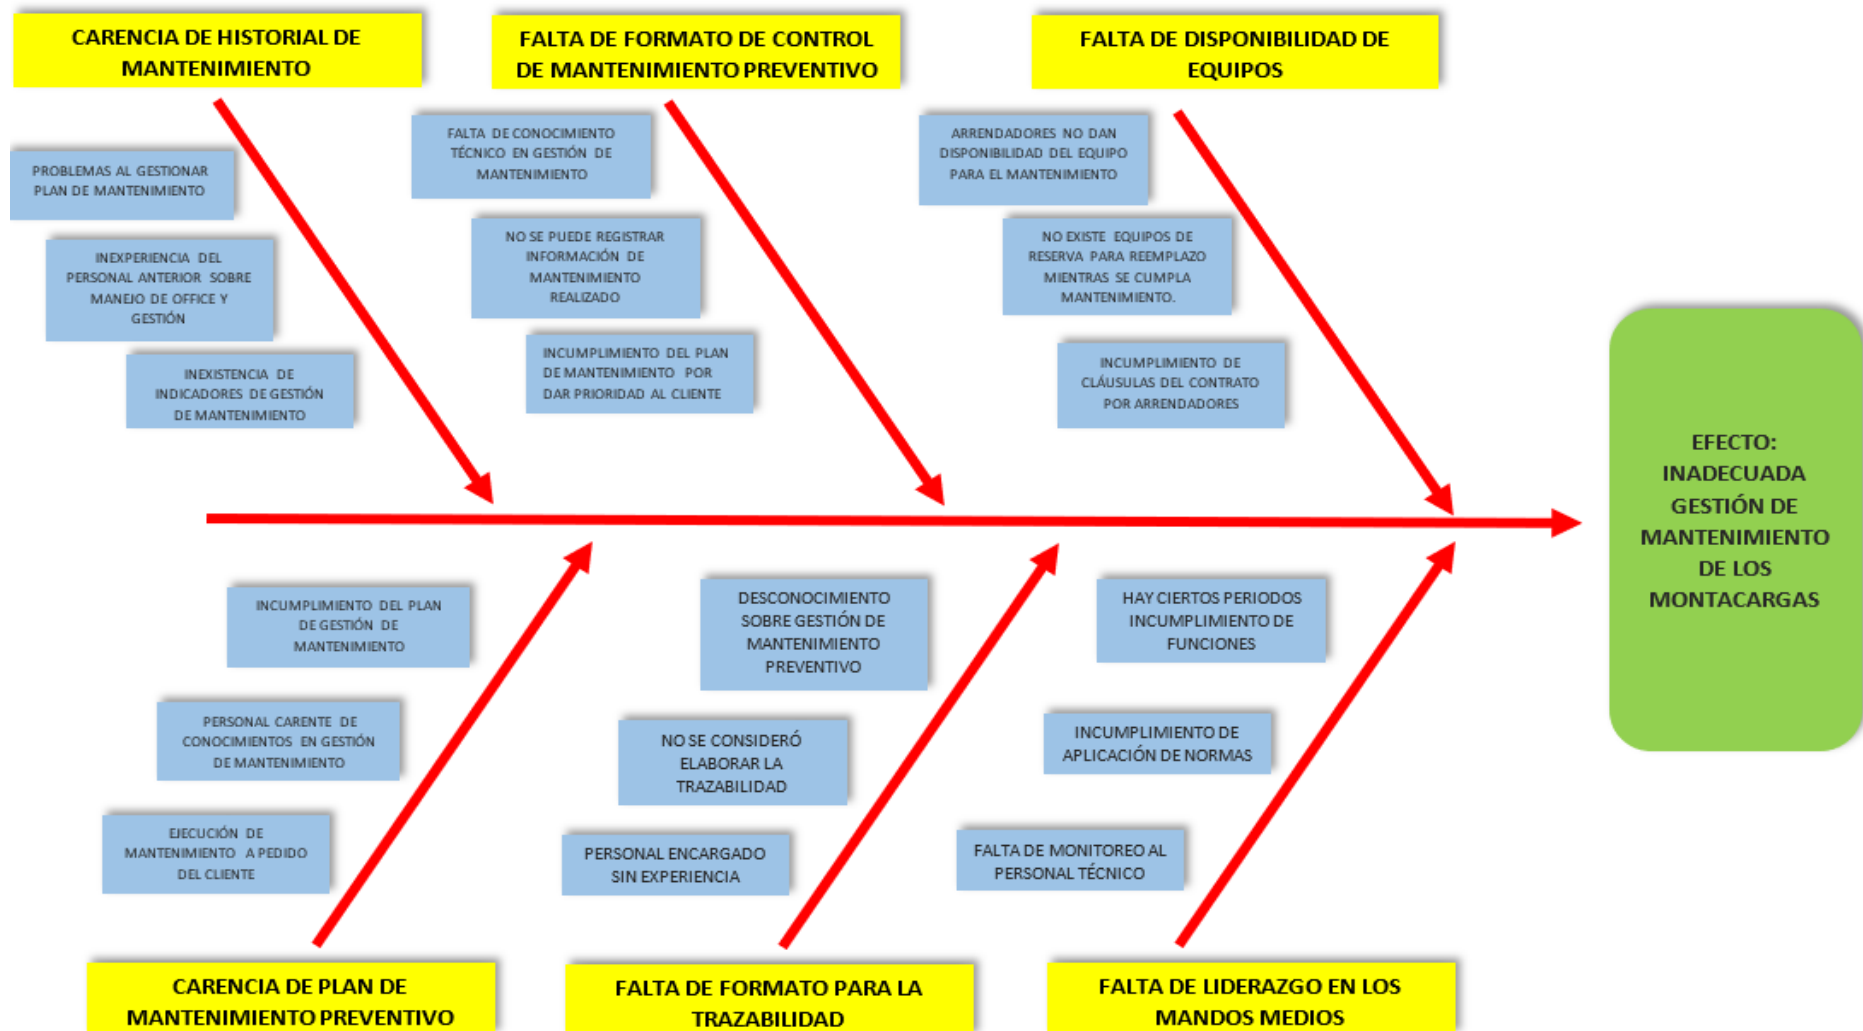 CARENCIA DE HISTORIAL DE
MANTENIMIENTO
FALTA DE FORMATO DE CONTROL
DE MANTENIMIENTO PREVENTIVO
FALTA DE DISPONIBILIDAD DE
EQUIPOS
PROBLEMAS AL GESTIONAR
PLAN DE MANTENIMIENTO
INEXPERIENCIA DEL
PERSONAL ANTERIOR SOBRE
MANEJO DE OFFICE Y
GESTIÓN
INEXISTENCIA DE
INDICADORES DE GESTIÓN
DE MANTENIMIENTO
FALTA DE CONOCIMIENTO
TÉCNICO EN GESTIÓN DE
MANTENIMIENTO
NO SE PUEDE REGISTRAR
INFORMACIÓN DE
MANTENIMIENTO
REALIZADO
INCUMPLIMIENTO DEL PLAN
DE MANTENIMIENTO POR
DAR PRIORIDAD AL CLIENTE
ARRENDADORES NO DAN
DISPONIBILIDAD DEL EQUIPO
PARA EL MANTENIMIENTO
NO EXISTE EQUIPOS DE
RESERVA PARA REEMPLAZO
MIENTRAS SE CUMPLA
MANTENIMIENTO.
INCUMPLIMIENTO DE
CLÁUSULAS DEL CONTRATO
POR ARRENDADORES
EFECTO:
INADECUADA
GESTIÓN DE
MANTENIMIENTO
DE LOS
MONTACARGAS
INCUMPLIMIENTO DEL PLAN
DE GESTIÓN DE
MANTENIMIENTO
PERSONAL CARENTE DE
CONOCIMIENTOS EN GESTIÓN
DE MANTENIMIENTO
EJECUCIÓN DE
MANTENIMIENTO A PEDIDO
DEL CLIENTE
DESCONOCIMIENTO
SOBRE GESTIÓN DE
MANTENIMIENTO
PREVENTIVO
NO SE CONSIDERÓ
ELABORAR LA
TRAZABILIDAD
PERSONAL ENCARGADO
SIN EXPERIENCIA
HAY CIERTOS PERIODOS
INCUMPLIMIENTO DE
FUNCIONES
INCUMPLIMIENTO DE
APLICACIÓN DE NORMAS
FALTA DE MONITOREO AL
PERSONAL TÉCNICO
CARENCIA DE PLAN DE
MANTENIMIENTO PREVENTIVO
FALTA DE FORMATO PARA LA
TRAZABILIDAD
FALTA DE LIDERAZGO EN LOS
MANDOS MEDIOS